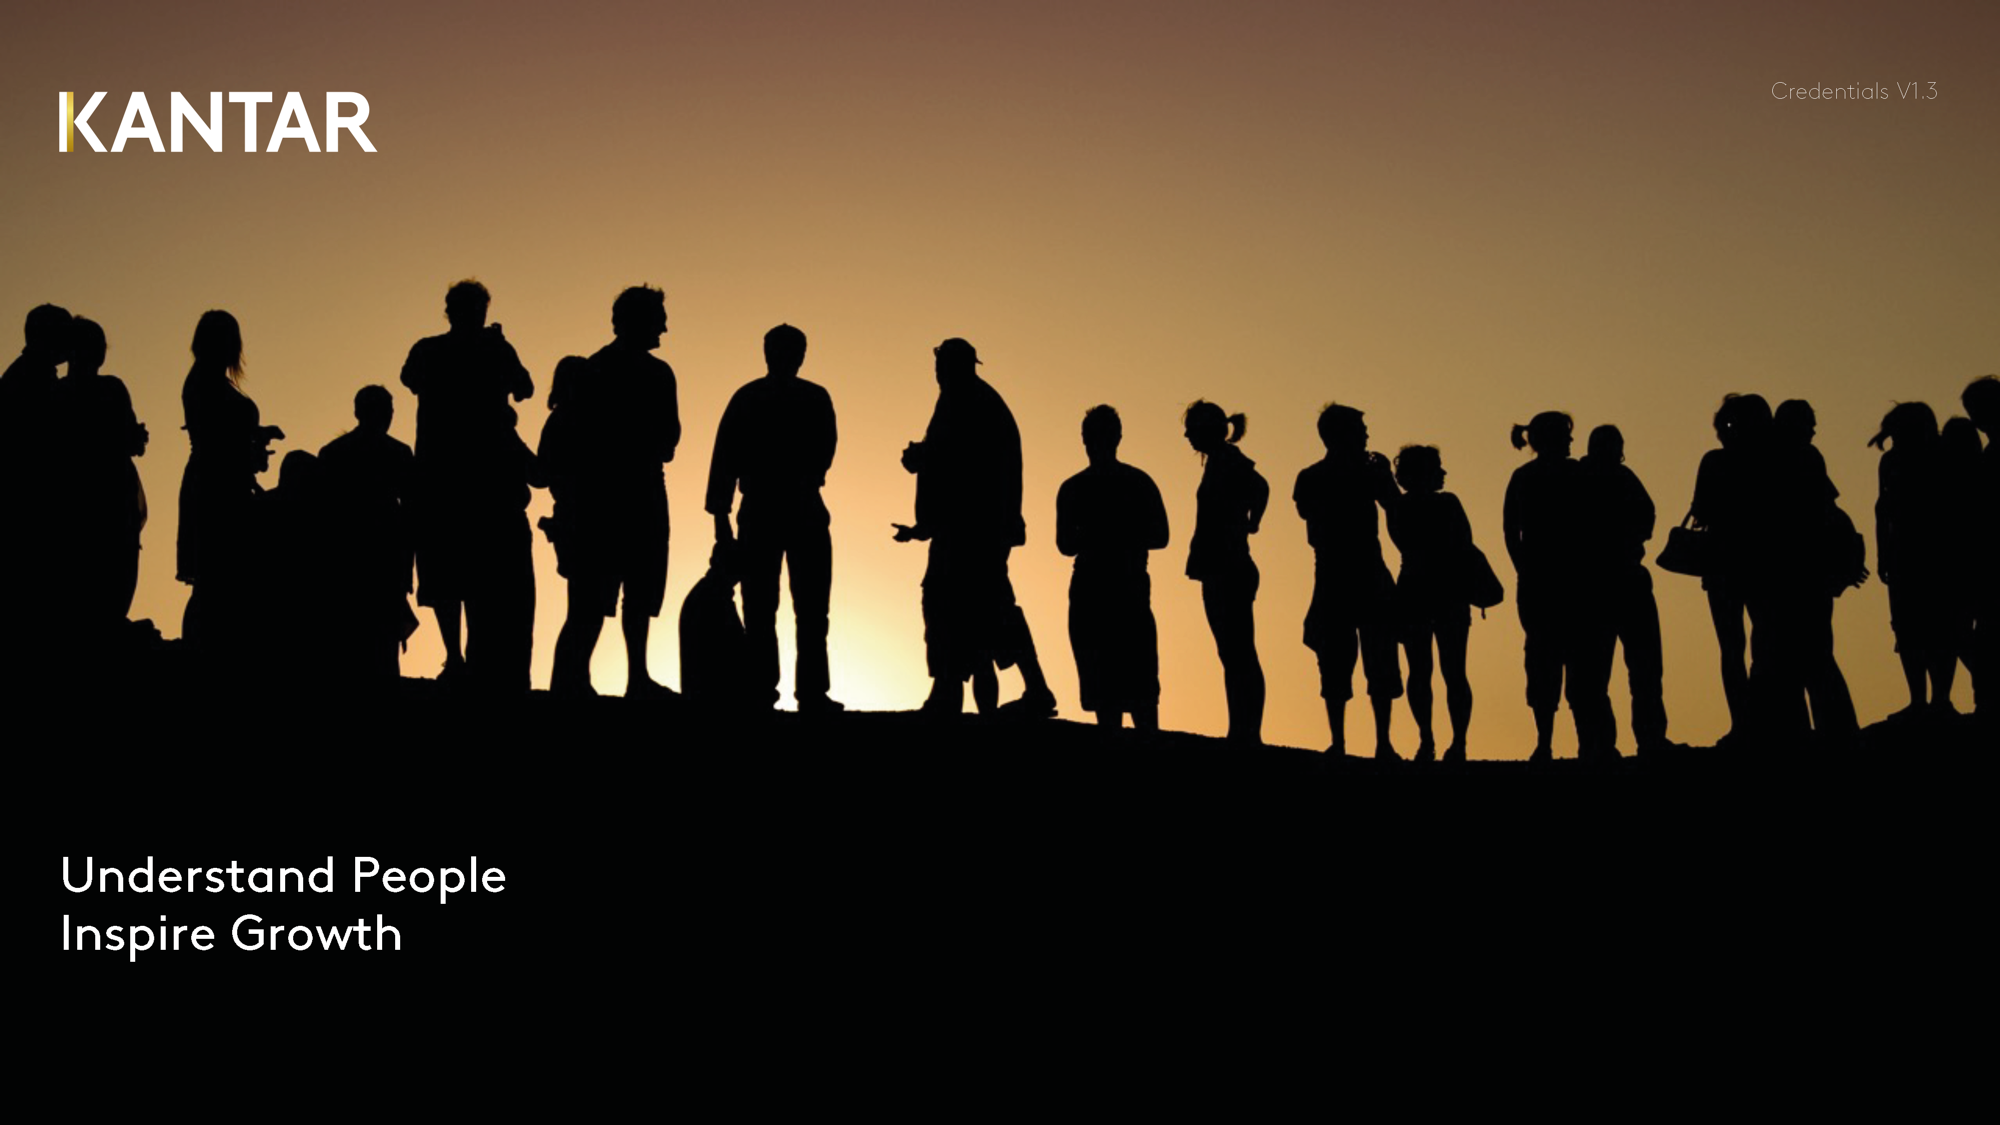 KANTAR
Credentials V1.3
Understand People
Inspire Growth